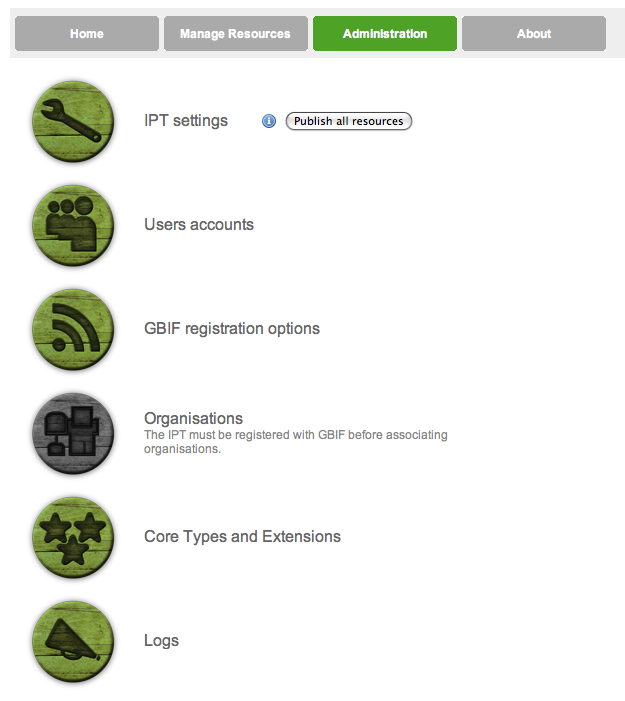 Home Manage Resources Administration About
IPT settings Publish all resources
Users accounts
GBIF registration options
Organisations
The IPT must be registered with GBIF before associating
organisations.
Core Types and Extensions
Logs